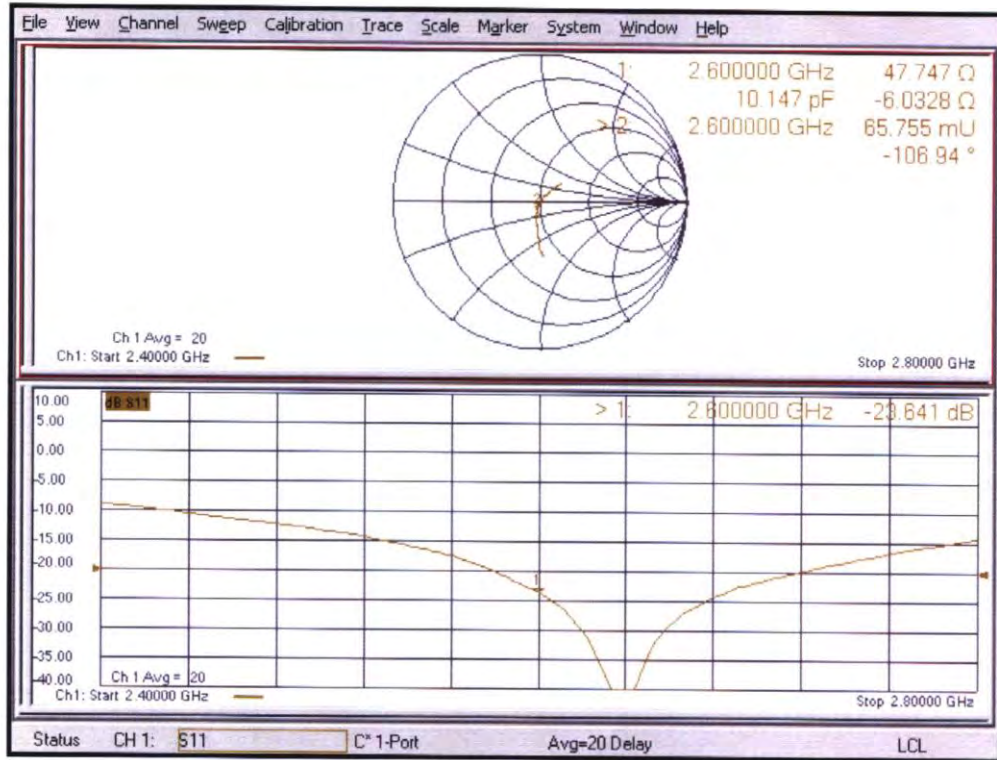 File View Channel Sweep Calibration Trace Scale Marker System Window Help
1: 2.600000 GHz 47.747 Ω
10.147 pF -6.0328 Ω
> 2: 2.600000 GHz 65.755 mU
-106.94 °
Ch 1 Avg = 20
Ch1: Start 2.40000 GHz
Stop 2.80000 GHz
10.00
dB S11
> 1: 2.600000 GHz -23.641 dB
5.00
0.00
-5.00
-10.00
-15.00
-20.00
1
-25.00
-30.00
-35.00
-40.00
Ch 1 Avg = 20
Ch1: Start 2.40000 GHz
Stop 2.80000 GHz
Status CH 1: S11 C* 1-Port Avg=20 Delay LCL